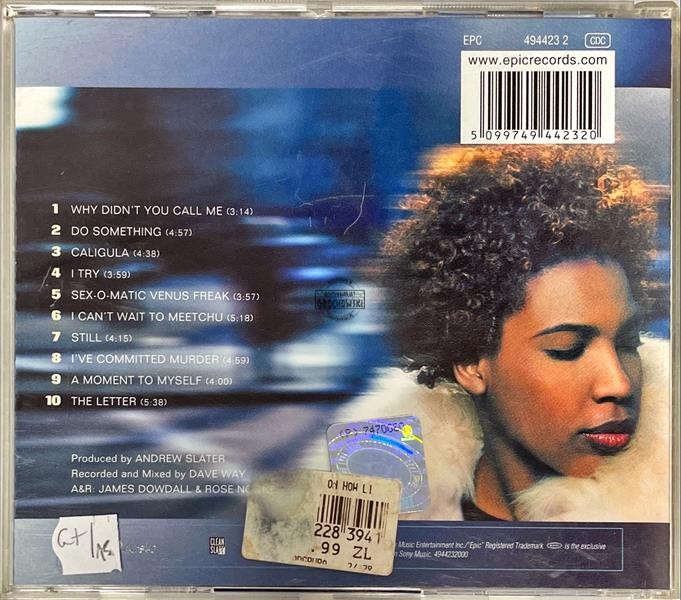 EPC 494423 2 CDC
www.epicrecords.com
5 099749 442320
1 WHY DIDN'T YOU CALL ME (3:14)
2 DO SOMETHING (4:57)
3 CALIGULA (4:38)
4 I TRY (3:59)
5 SEX-O-MATIC VENUS FREAK (3:57)
6 I CAN'T WAIT TO MEETCHU (5:18)
7 STILL (4:15)
8 I'VE COMMITTED MURDER (4:59)
9 A MOMENT TO MYSELF (4:00)
10 THE LETTER (5:38)
Produced by ANDREW SLATER
Recorded and Mixed by DAVE WAY
A&R: JAMES DOWDALL & ROSE
ON HOW LI
228 3941
.99 ZL
CLEAN
SLATE
Music Entertainment Inc./"Epic" Registered Trademark is the exclusive
Sony Music. 4944232000